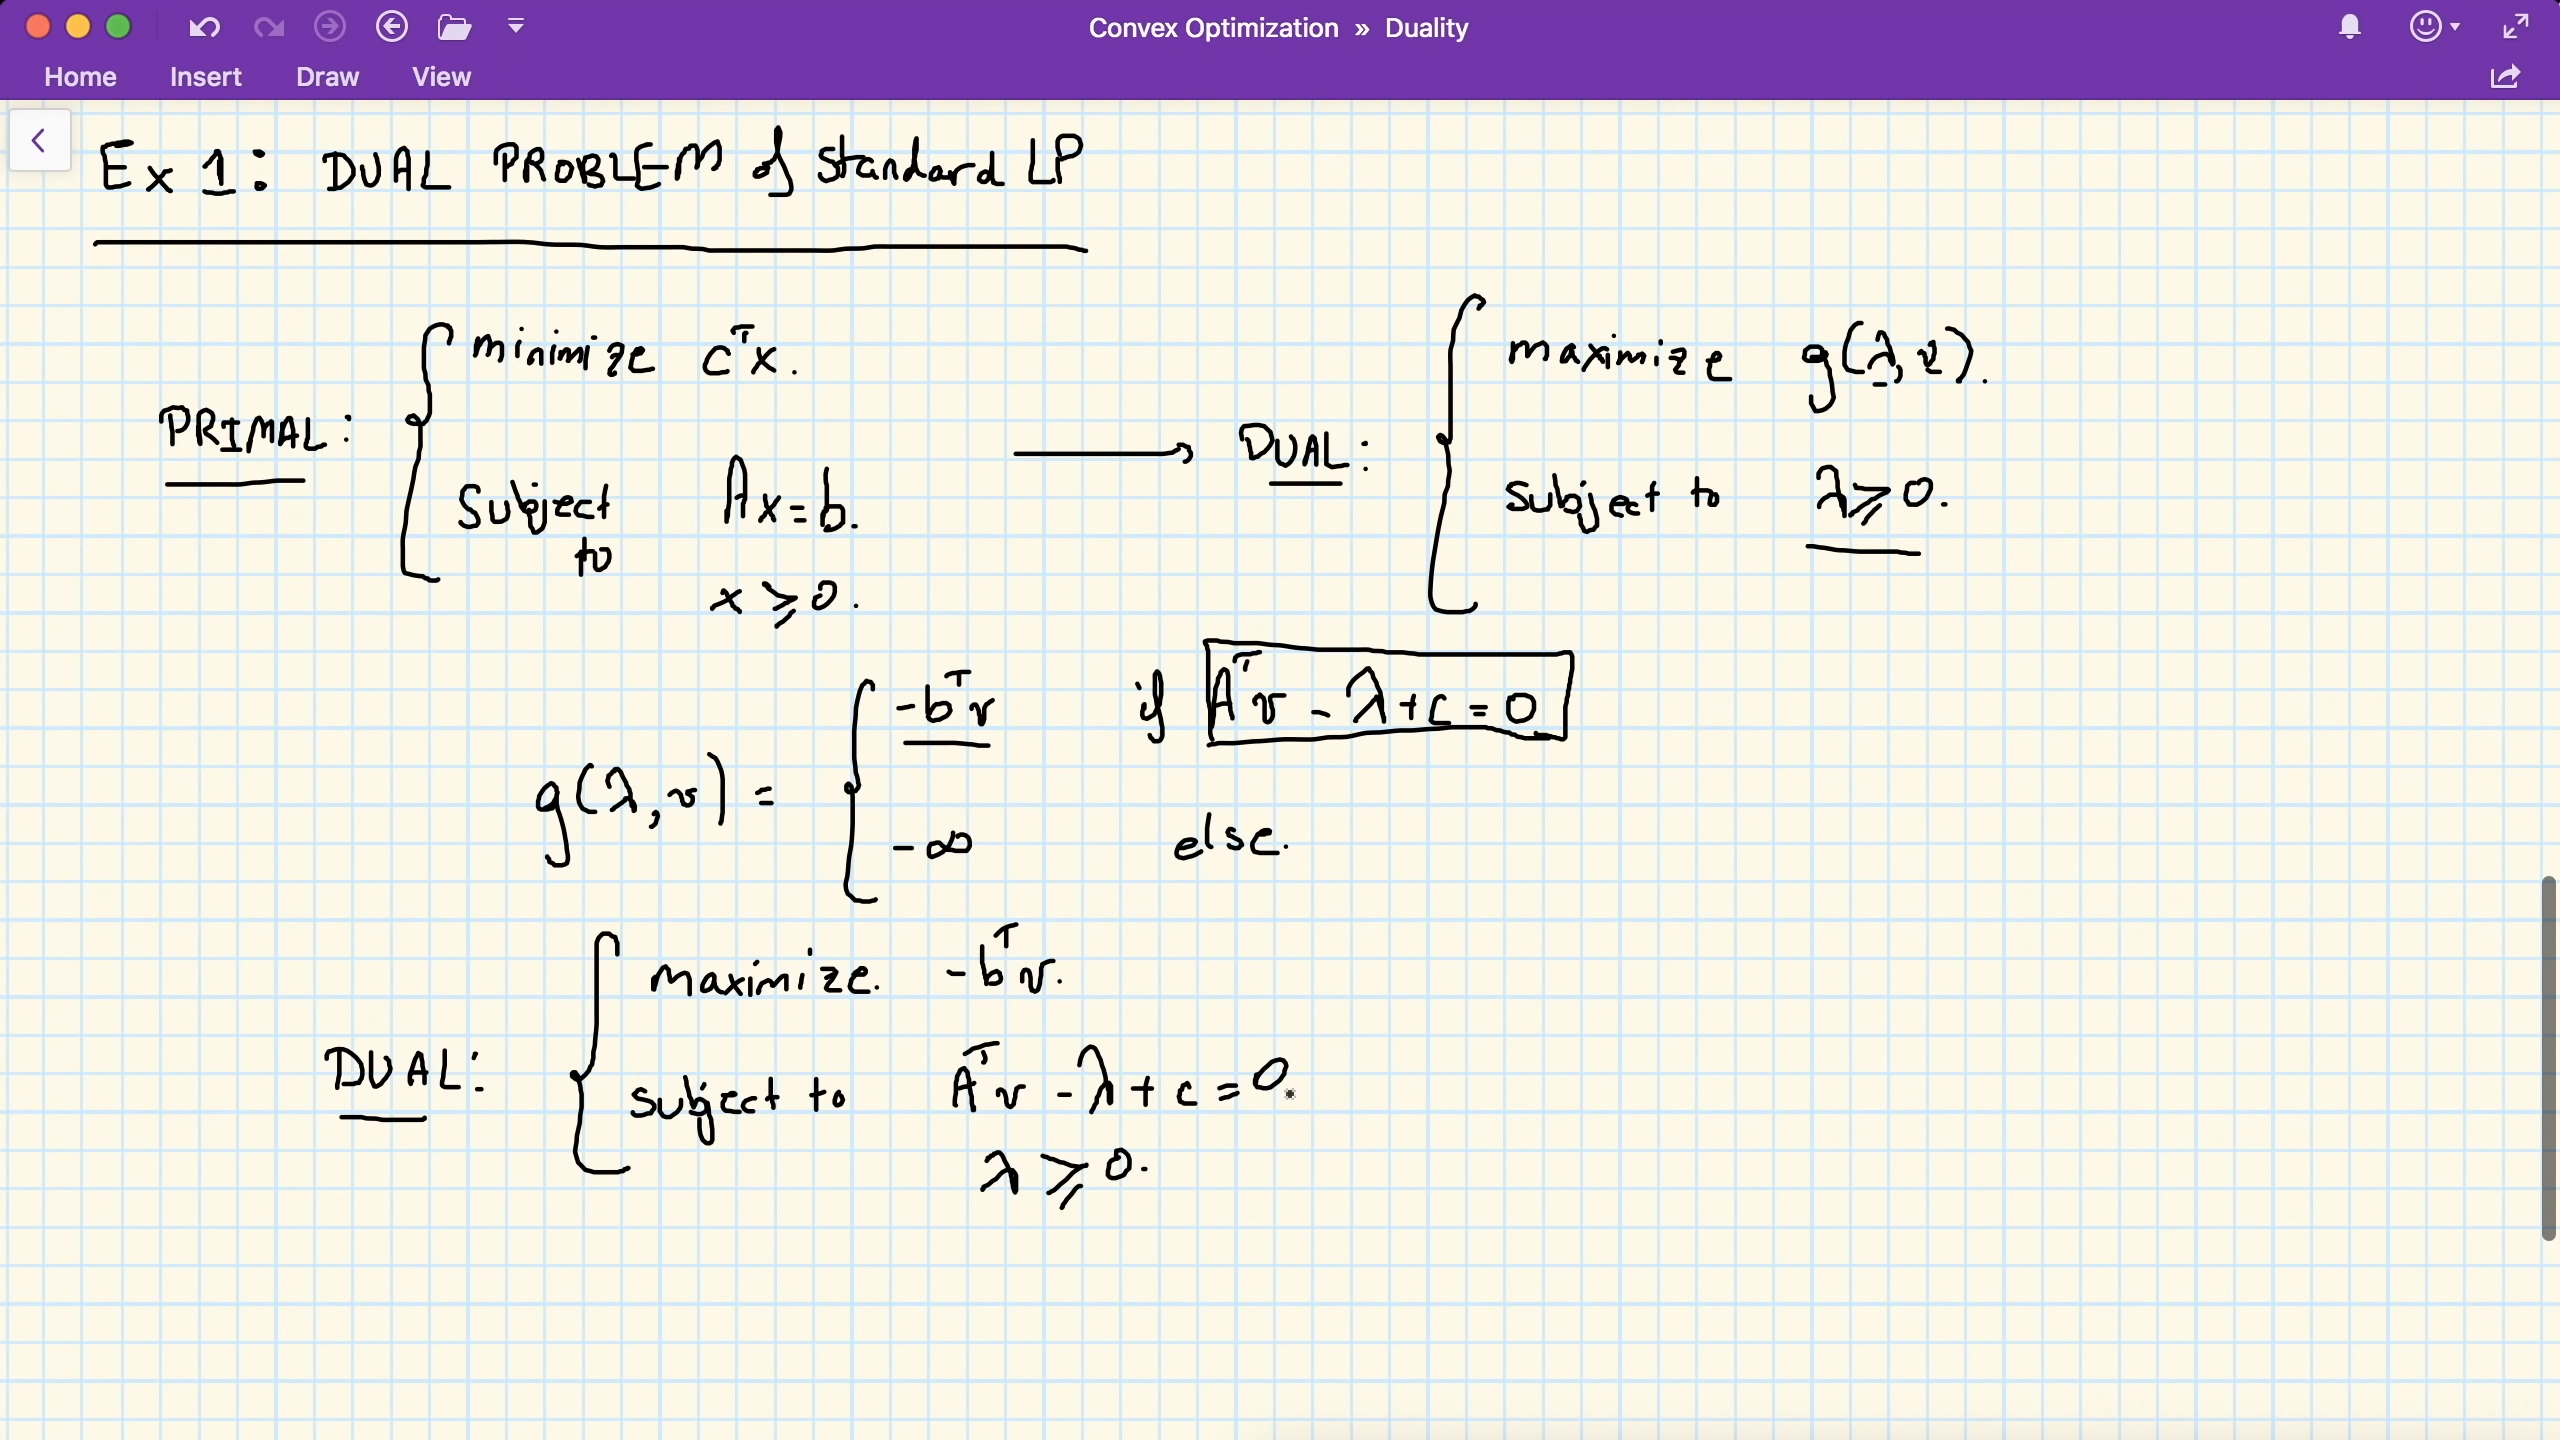 Convex Optimization » Duality
Home Insert Draw View
Ex 1: DUAL PROBLEM of standard LP
PRIMAL:
minimize cᵀx.
Subject to
Ax = b.
x ⩾ 0.
DUAL:
maximize g(λ, ν).
subject to λ ⩾ 0.
g(λ, ν) =
-bᵀν if Aᵀν - λ + c = 0
-∞ else.
DUAL:
maximize. -bᵀν.
subject to Aᵀν - λ + c = 0.
λ ⩾ 0.